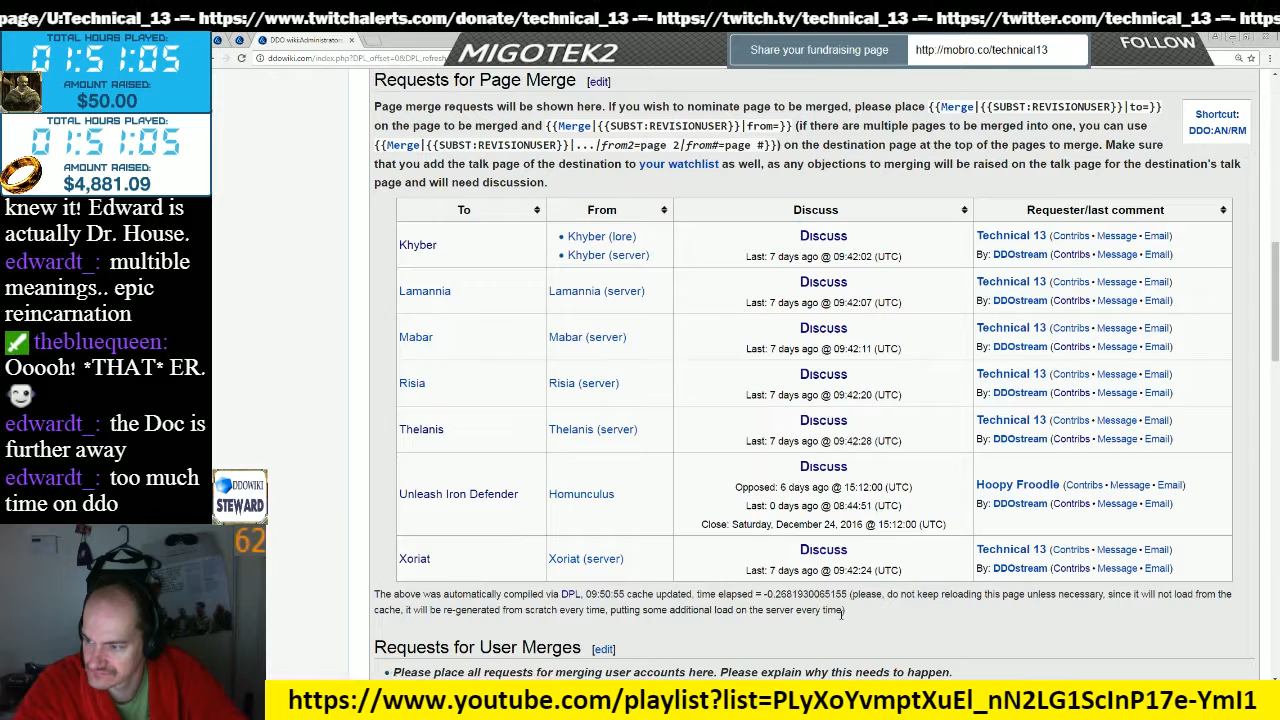 page/U:Technical_13 -=- https://www.twitchalerts.com/donate/technical_13 -=- https://twitch.tv/technical_13 -=- https://twitter.com/technical_13 -=- https
TOTAL HOURS PLAYED:
01:51:05
AMOUNT RAISED:
$50.00
TOTAL HOURS PLAYED:
01:51:05
AMOUNT RAISED:
$4,881.09
knew it! Edward is
actually Dr. House.
edwardt_: multible
meanings.. epic
reincarnation
thebluequeen:
Ooooh! *THAT* ER.
edwardt_: the Doc is
further away
edwardt_: too much
time on ddo
DDOWIKI
STEWARD
62
DDO wiki:Administrators
ddowiki.com/index.php?DPL_offset=0&DPL_refresh
MIGOTEK2
Share your fundraising page
http://mobro.co/technical13
FOLLOW
Requests for Page Merge [edit]
Page merge requests will be shown here. If you wish to nominate page to be merged, please place {{Merge|{{SUBST:REVISIONUSER}}|to=}}
on the page to be merged and {{Merge|{{SUBST:REVISIONUSER}}|from=}} (if there are multiple pages to be merged into one, you can use
{{Merge|{{SUBST:REVISIONUSER}}|...|from2=page 2|from#=page #}}) on the destination page at the top of the pages to merge. Make sure
that you add the talk page of the destination to your watchlist as well, as any objections to merging will be raised on the talk page for the destination's talk
page and will need discussion.
Shortcut:
DDO:AN/RM
To From Discuss Requester/last comment
Khyber
• Khyber (lore)
• Khyber (server)
Discuss
Last: 7 days ago @ 09:42:02 (UTC)
Technical 13 (Contribs • Message • Email)
By: DDOstream (Contribs • Message • Email)
Lamannia
Lamannia (server)
Discuss
Last: 7 days ago @ 09:42:07 (UTC)
Technical 13 (Contribs • Message • Email)
By: DDOstream (Contribs • Message • Email)
Mabar
Mabar (server)
Discuss
Last: 7 days ago @ 09:42:11 (UTC)
Technical 13 (Contribs • Message • Email)
By: DDOstream (Contribs • Message • Email)
Risia
Risia (server)
Discuss
Last: 7 days ago @ 09:42:20 (UTC)
Technical 13 (Contribs • Message • Email)
By: DDOstream (Contribs • Message • Email)
Thelanis
Thelanis (server)
Discuss
Last: 7 days ago @ 09:42:28 (UTC)
Technical 13 (Contribs • Message • Email)
By: DDOstream (Contribs • Message • Email)
Unleash Iron Defender
Homunculus
Discuss
Opposed: 6 days ago @ 15:12:00 (UTC)
Last: 0 days ago @ 08:44:51 (UTC)
Close: Saturday, December 24, 2016 @ 15:12:00 (UTC)
Hoopy Froodle (Contribs • Message • Email)
By: DDOstream (Contribs • Message • Email)
Xoriat
Xoriat (server)
Discuss
Last: 7 days ago @ 09:42:24 (UTC)
Technical 13 (Contribs • Message • Email)
By: DDOstream (Contribs • Message • Email)
The above was automatically compiled via DPL, 09:50:55 cache updated, time elapsed = -0.2681930065155 (please, do not keep reloading this page unless necessary, since it will not load from the
cache, it will be re-generated from scratch every time, putting some additional load on the server every time)
Requests for User Merges [edit]
• Please place all requests for merging user accounts here. Please explain why this needs to happen.
https://www.youtube.com/playlist?list=PLyXoYvmptXuEl_nN2LG1ScInP17e-YmI1